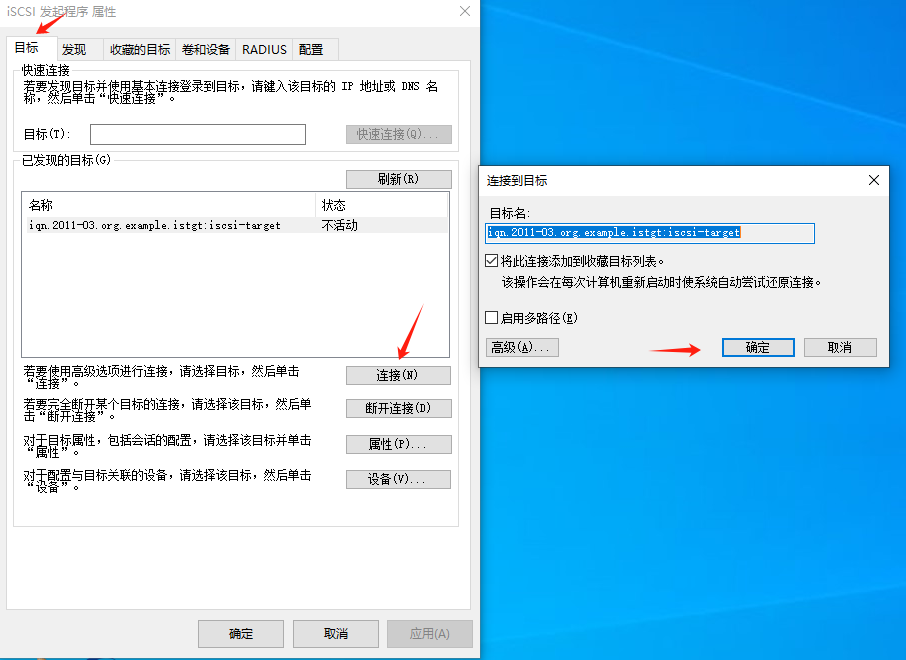 iSCSI 发起程序 属性
目标
发现
收藏的目标
卷和设备
RADIUS
配置
快速连接
若要发现目标并使用基本连接登录到目标，请键入该目标的 IP 地址或 DNS 名
称，然后单击“快速连接”。
目标(T):
快速连接(Q)...
已发现的目标(G)
刷新(R)
名称
状态
iqn.2011-03.org.example.istgt:iscsi-target
不活动
若要使用高级选项进行连接，请选择目标，然后单击
“连接”。
连接(N)
若要完全断开某个目标的连接，请选择该目标，然后单
击“断开连接”。
断开连接(D)
对于目标属性，包括会话的配置，请选择该目标并单击
“属性”。
属性(P)...
对于配置与目标关联的设备，请选择该目标，然后单击
“设备”。
设备(V)...
确定
取消
应用(A)
连接到目标
目标名:
iqn.2011-03.org.example.istgt:iscsi-target
将此连接添加到收藏目标列表。
该操作会在每次计算机重新启动时使系统自动尝试还原连接。
启用多路径(E)
高级(A)...
确定
取消